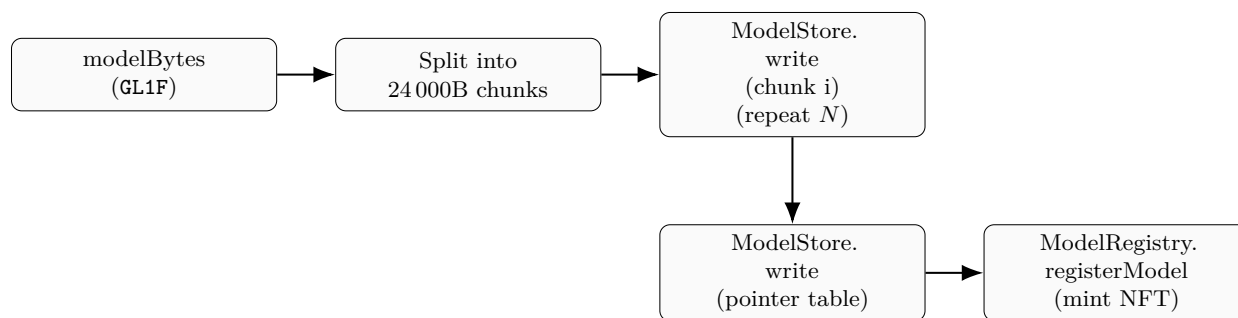 modelBytes
(GL1F)
Split into
24 000B chunks
ModelStore.
write
(chunk i)
(repeat N)
ModelStore.
write
(pointer table)
ModelRegistry.
registerModel
(mint NFT)